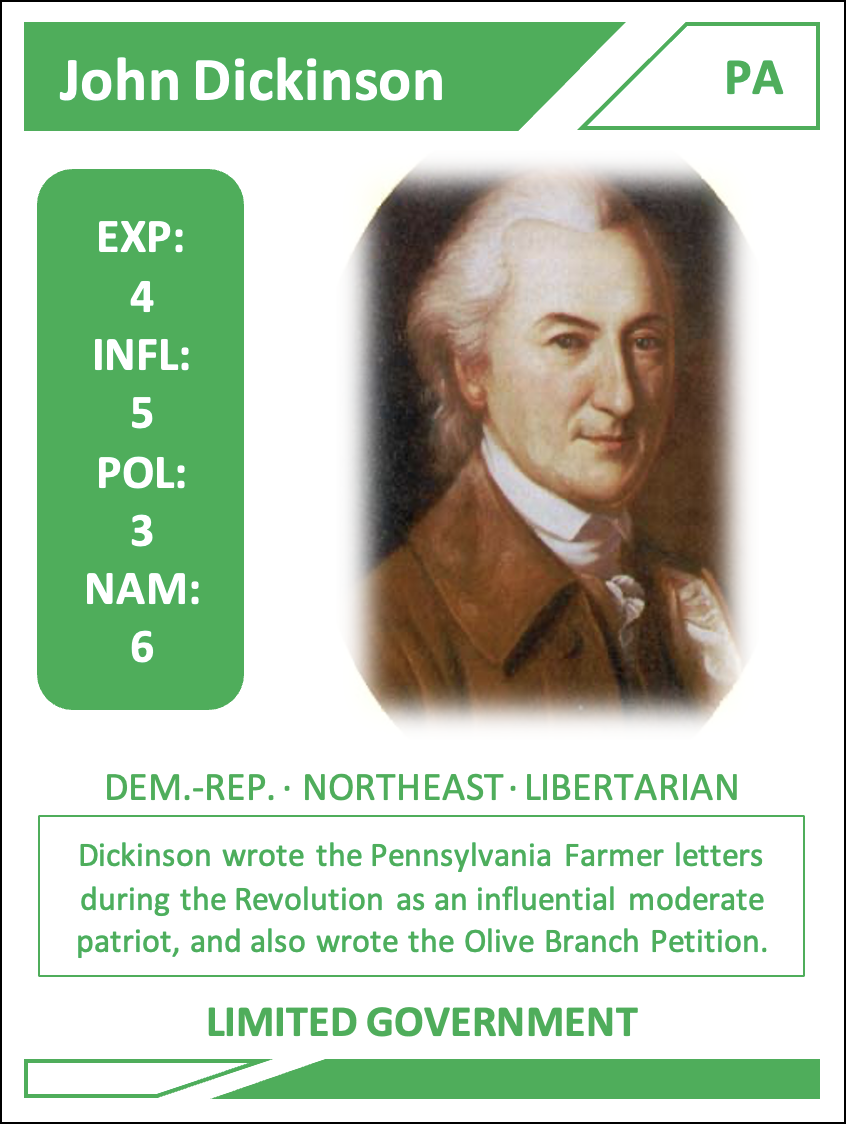 John Dickinson
PA
EXP:
4
INFL:
5
POL:
3
NAM:
6
DEM.-REP. · NORTHEAST · LIBERTARIAN
Dickinson wrote the Pennsylvania Farmer letters
during the Revolution as an influential moderate
patriot, and also wrote the Olive Branch Petition.
LIMITED GOVERNMENT